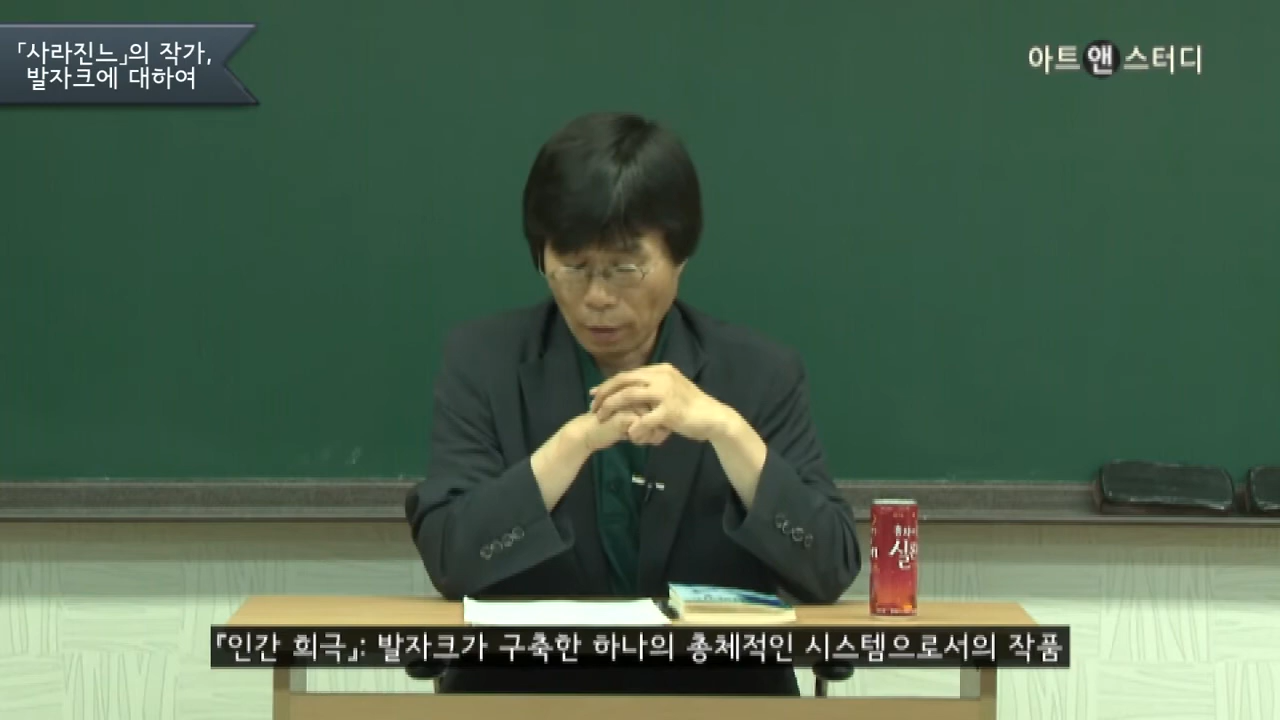 「사라진느」의 작가,
발자크에 대하여
아트앤스터디
『인간 희극』: 발자크가 구축한 하나의 총체적인 시스템으로서의 작품